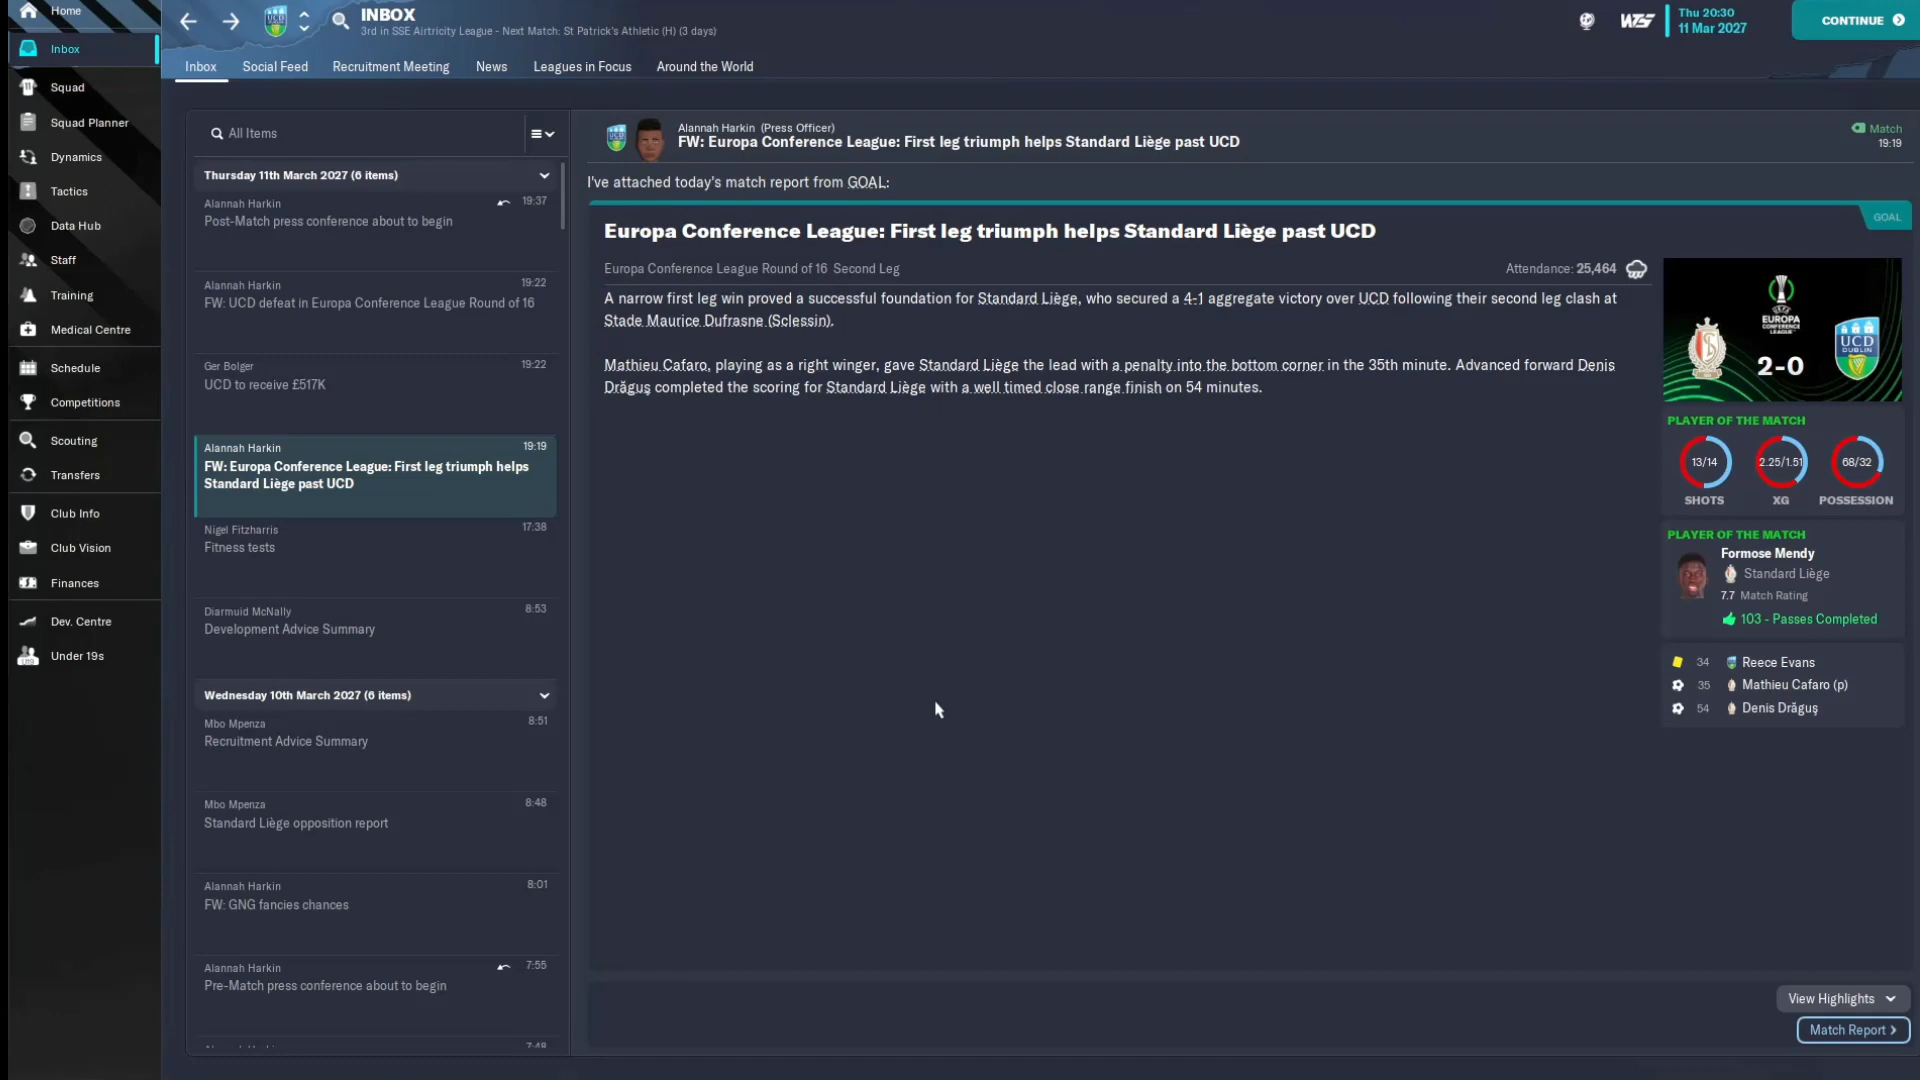 Home
Inbox
Squad
Squad Planner
Dynamics
Tactics
Data Hub
Staff
Training
Medical Centre
Schedule
Competitions
Scouting
Transfers
Club Info
Club Vision
Finances
Dev. Centre
Under 19s
INBOX
3rd in SSE Airtricity League - Next Match: St Patrick's Athletic (H) (3 days)
Thu 20:30
11 Mar 2027
CONTINUE
Inbox Social Feed Recruitment Meeting News Leagues in Focus Around the World
All Items
Thursday 11th March 2027 (6 items)
Alannah Harkin 19:37
Post-Match press conference about to begin
Alannah Harkin 19:22
FW: UCD defeat in Europa Conference League Round of 16
Ger Bolger 19:22
UCD to receive £517K
Alannah Harkin 19:19
FW: Europa Conference League: First leg triumph helps
Standard Liège past UCD
Nigel Fitzharris 17:38
Fitness tests
Diarmuid McNally 8:53
Development Advice Summary
Wednesday 10th March 2027 (6 items)
Mbo Mpenza 8:51
Recruitment Advice Summary
Mbo Mpenza 8:48
Standard Liège opposition report
Alannah Harkin 8:01
FW: GNG fancies chances
Alannah Harkin 7:55
Pre-Match press conference about to begin
Alannah Harkin (Press Officer)
FW: Europa Conference League: First leg triumph helps Standard Liège past UCD
Match
19:19
I've attached today's match report from GOAL:
GOAL
Europa Conference League: First leg triumph helps Standard Liège past UCD
Europa Conference League Round of 16 Second Leg
Attendance: 25,464
A narrow first leg win proved a successful foundation for Standard Liège, who secured a 4-1 aggregate victory over UCD following their second leg clash at
Stade Maurice Dufrasne (Sclessin).
Mathieu Cafaro, playing as a right winger, gave Standard Liège the lead with a penalty into the bottom corner in the 35th minute. Advanced forward Denis
Drăguș completed the scoring for Standard Liège with a well timed close range finish on 54 minutes.
EUROPA
CONFERENCE
LEAGUE
UCD
DUBLIN
2-0
PLAYER OF THE MATCH
13/14 2.25/1.51 68/32
SHOTS XG POSSESSION
PLAYER OF THE MATCH
Formose Mendy
Standard Liège
7.7 Match Rating
103 - Passes Completed
34 Reece Evans
35 Mathieu Cafaro (p)
54 Denis Drăguș
View Highlights
Match Report